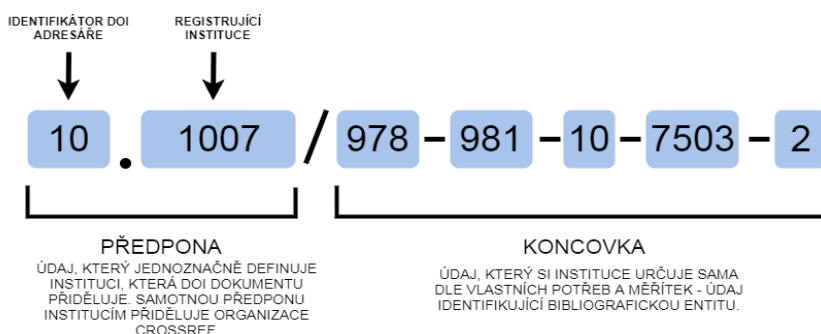 IDENTIFIKÁTOR DOI
ADRESÁŘE
REGISTRUJÍCÍ
INSTITUCE
10 . 1007 / 978 – 981 – 10 – 7503 – 2
PŘEDPONA
ÚDAJ, KTERÝ JEDNOZNAČNĚ DEFINUJE
INSTITUCI, KTERÁ DOI DOKUMENTU
PŘIDĚLUJE. SAMOTNOU PŘEDPONU
INSTITUCÍM PŘIDĚLUJE ORGANIZACE
CROSSREF
KONCOVKA
ÚDAJ, KTERÝ SI INSTITUCE URČUJE SAMA
DLE VLASTNÍCH POTŘEB A MĚŘÍTEK - ÚDAJ
IDENTIFIKUJÍCÍ BIBLIOGRAFICKOU ENTITU.